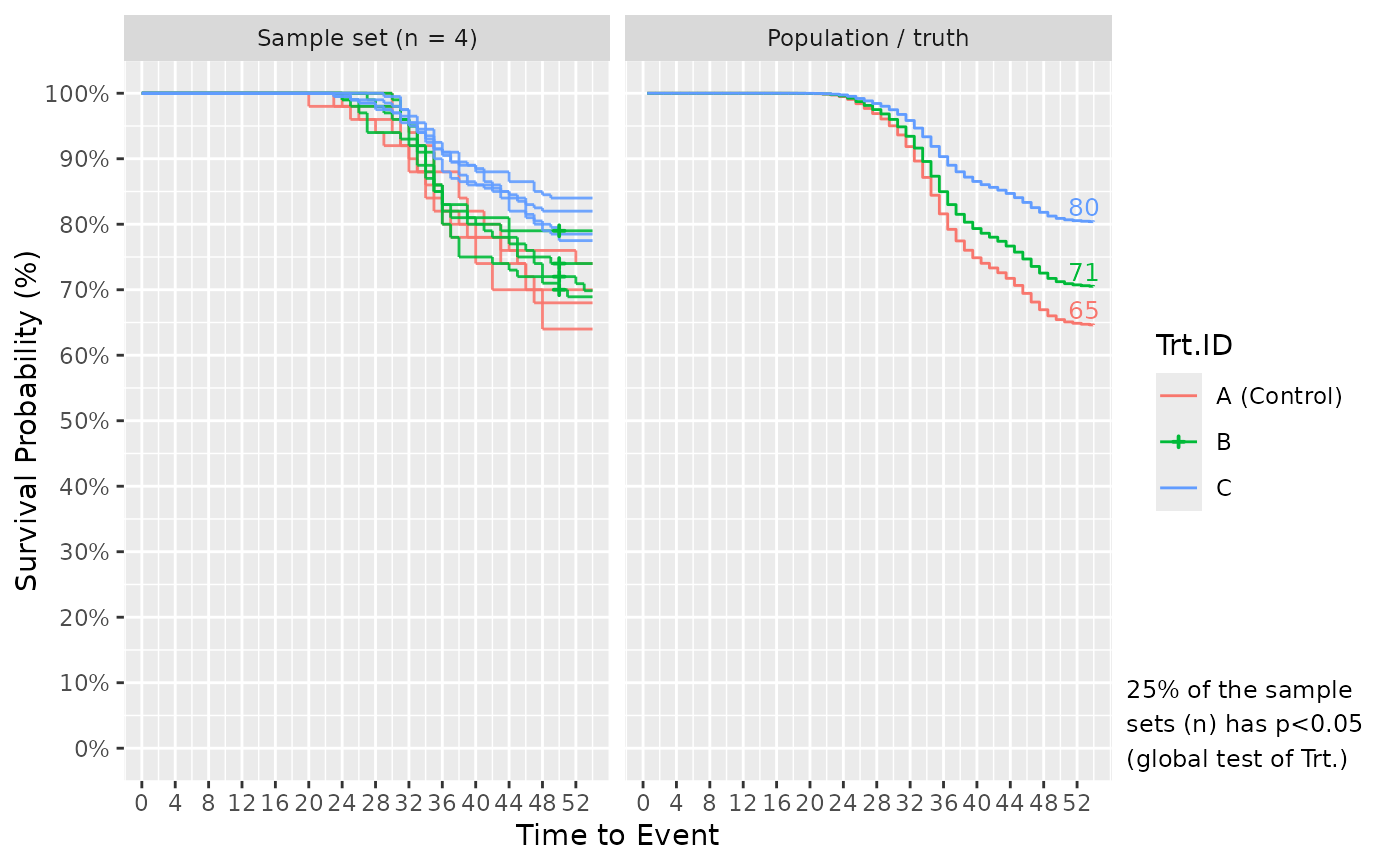 Sample set (n = 4)
Population / truth
Survival Probability (%)
100%
90%
80%
70%
60%
50%
40%
30%
20%
10%
0%
80
71
65
0 4 8 12 16 20 24 28 32 36 40 44 48 52
0 4 8 12 16 20 24 28 32 36 40 44 48 52
Time to Event
Trt.ID
A (Control)
B
C
25% of the sample
sets (n) has p<0.05
(global test of Trt.)